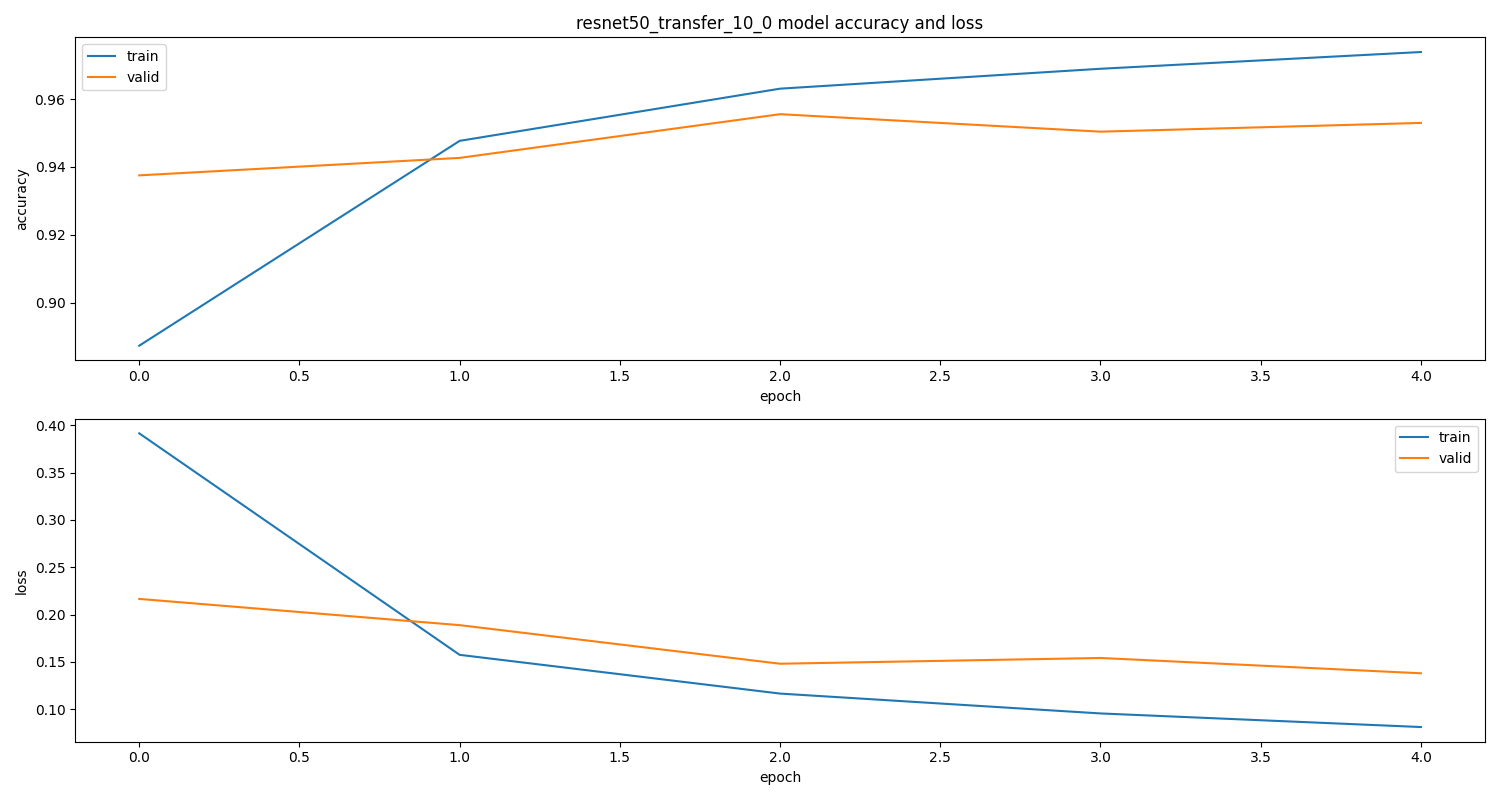 resnet50_transfer_10_0 model accuracy and loss
train
valid
0.96
0.94
0.92
0.90
accuracy
0.0 0.5 1.0 1.5 2.0 2.5 3.0 3.5 4.0
epoch
train
valid
0.40
0.35
0.30
0.25
0.20
0.15
0.10
loss
0.0 0.5 1.0 1.5 2.0 2.5 3.0 3.5 4.0
epoch